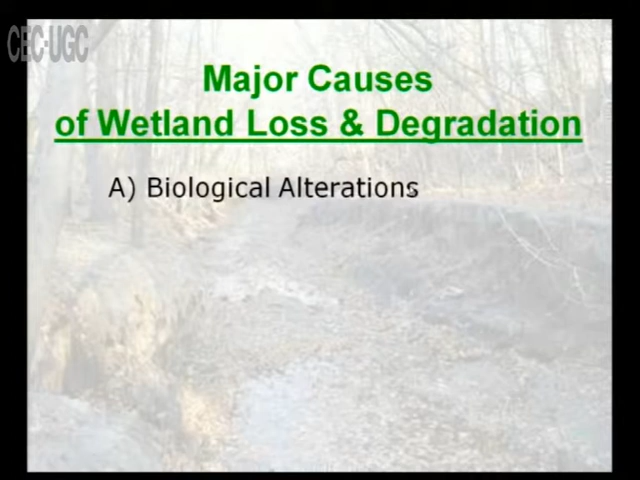 CEC-UGC
Major Causes
of Wetland Loss & Degradation
A) Biological Alterations